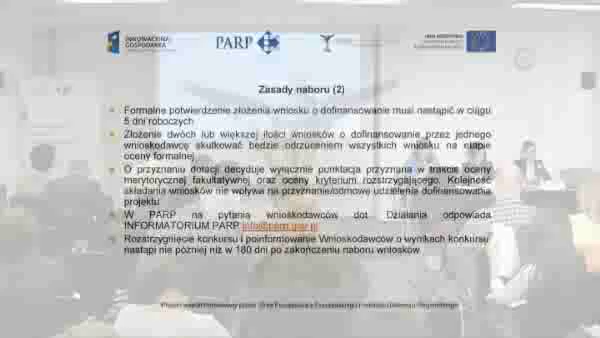 INNOWACYJNA
GOSPODARKA
PARP
UNIA EUROPEJSKA
Zasady naboru (2)
Formalne potwierdzenie złożenia wniosku o dofinansowanie musi nastąpić w ciągu
5 dni roboczych
Złożenie dwóch lub większej ilości wniosków o dofinansowanie przez jednego
wnioskodawcę skutkować będzie odrzuceniem wszystkich wniosku na etapie
oceny formalnej
O przyznaniu dotacji decyduje wyłącznie punktacja przyznana w trakcie oceny
merytorycznej fakultatywnej oraz oceny kryterium rozstrzygającego. Kolejność
składania wniosków nie wpływa na przyznanie/odmowę udzielenia dofinansowania
projektu
W PARP na pytania wnioskodawców dot. Działania odpowiada
INFORMATORIUM PARP info@parp.gov.pl
Rozstrzygnięcie konkursu i poinformowanie Wnioskodawców o wynikach konkursu
nastąpi nie później niż w 180 dni po zakończeniu naboru wniosków